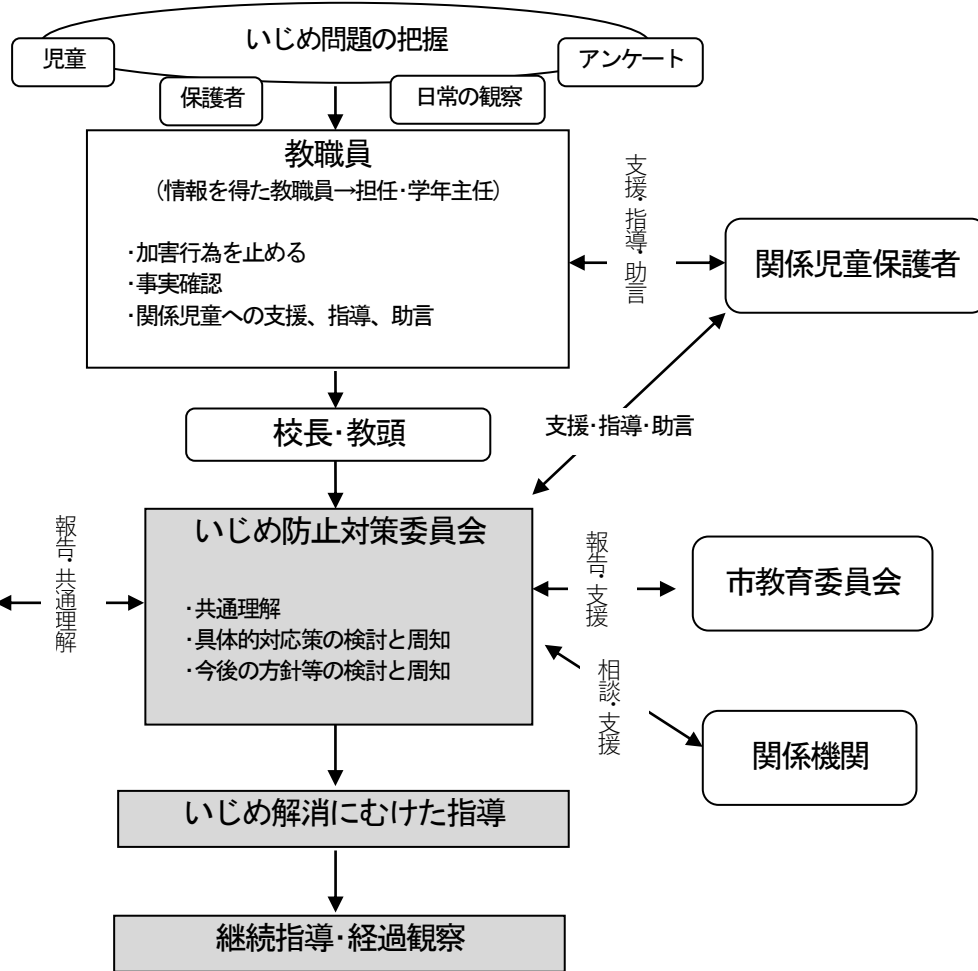 いじめ問題の把握
児童
アンケート
保護者
日常の観察
教職員
（情報を得た教職員→担任・学年主任）
・加害行為を止める
・事実確認
・関係児童への支援、指導、助言
支援・指導・助言
関係児童保護者
校長・教頭
支援・指導・助言
いじめ防止対策委員会
・共通理解
・具体的対応策の検討と周知
・今後の方針等の検討と周知
報告・共通理解
報告・支援
市教育委員会
相談・支援
関係機関
いじめ解消にむけた指導
継続指導・経過観察